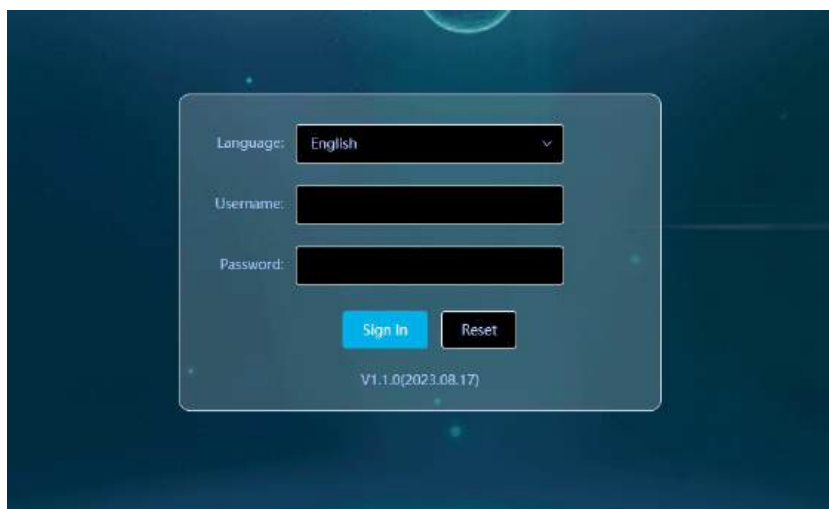 Language: English
Username:
Password:
Sign In Reset
V1.1.0(2023.08.17)